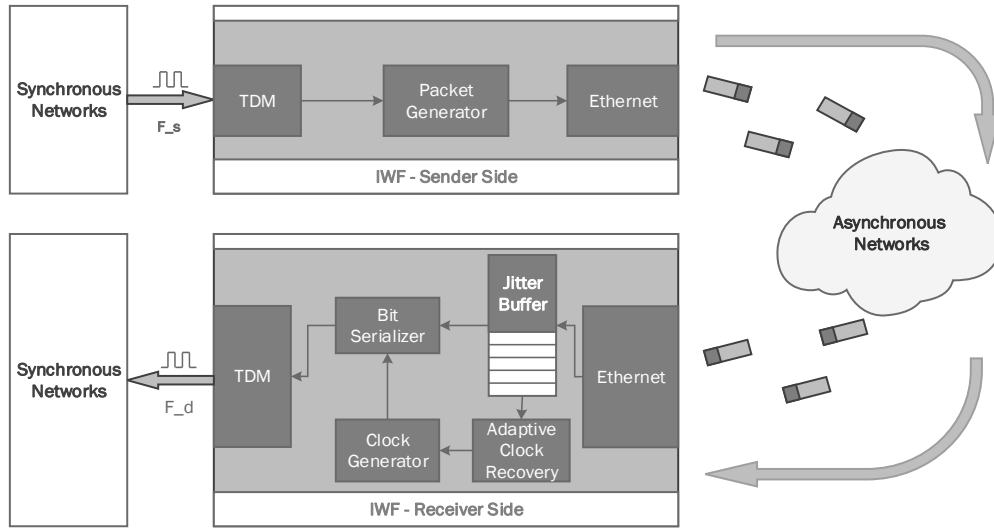 Synchronous
Networks
F_s
TDM
Packet
Generator
Ethernet
IWF - Sender Side
Asynchronous
Networks
Synchronous
Networks
F_d
TDM
Bit
Serializer
Jitter
Buffer
Ethernet
Clock
Generator
Adaptive
Clock
Recovery
IWF - Receiver Side